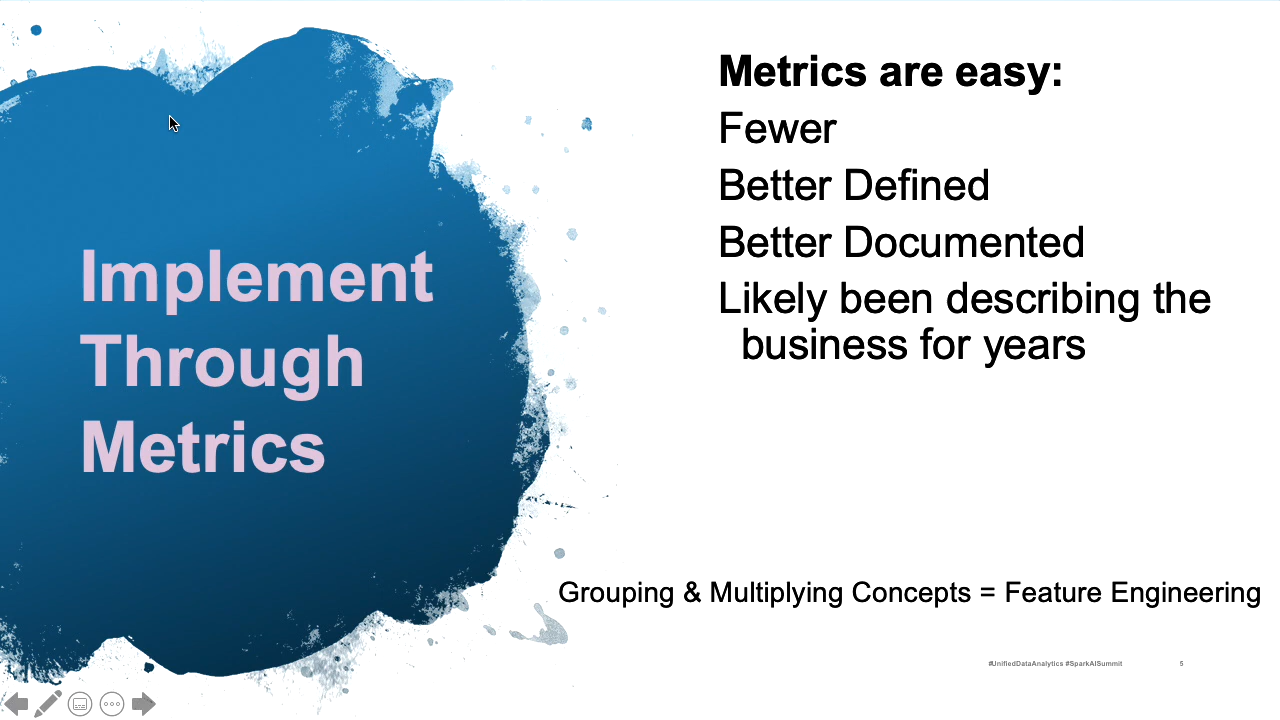 Implement
Through
Metrics
Metrics are easy:
Fewer
Better Defined
Better Documented
Likely been describing the
business for years
Grouping & Multiplying Concepts = Feature Engineering
#UnifiedDataAnalytics #SparkAISummit
5